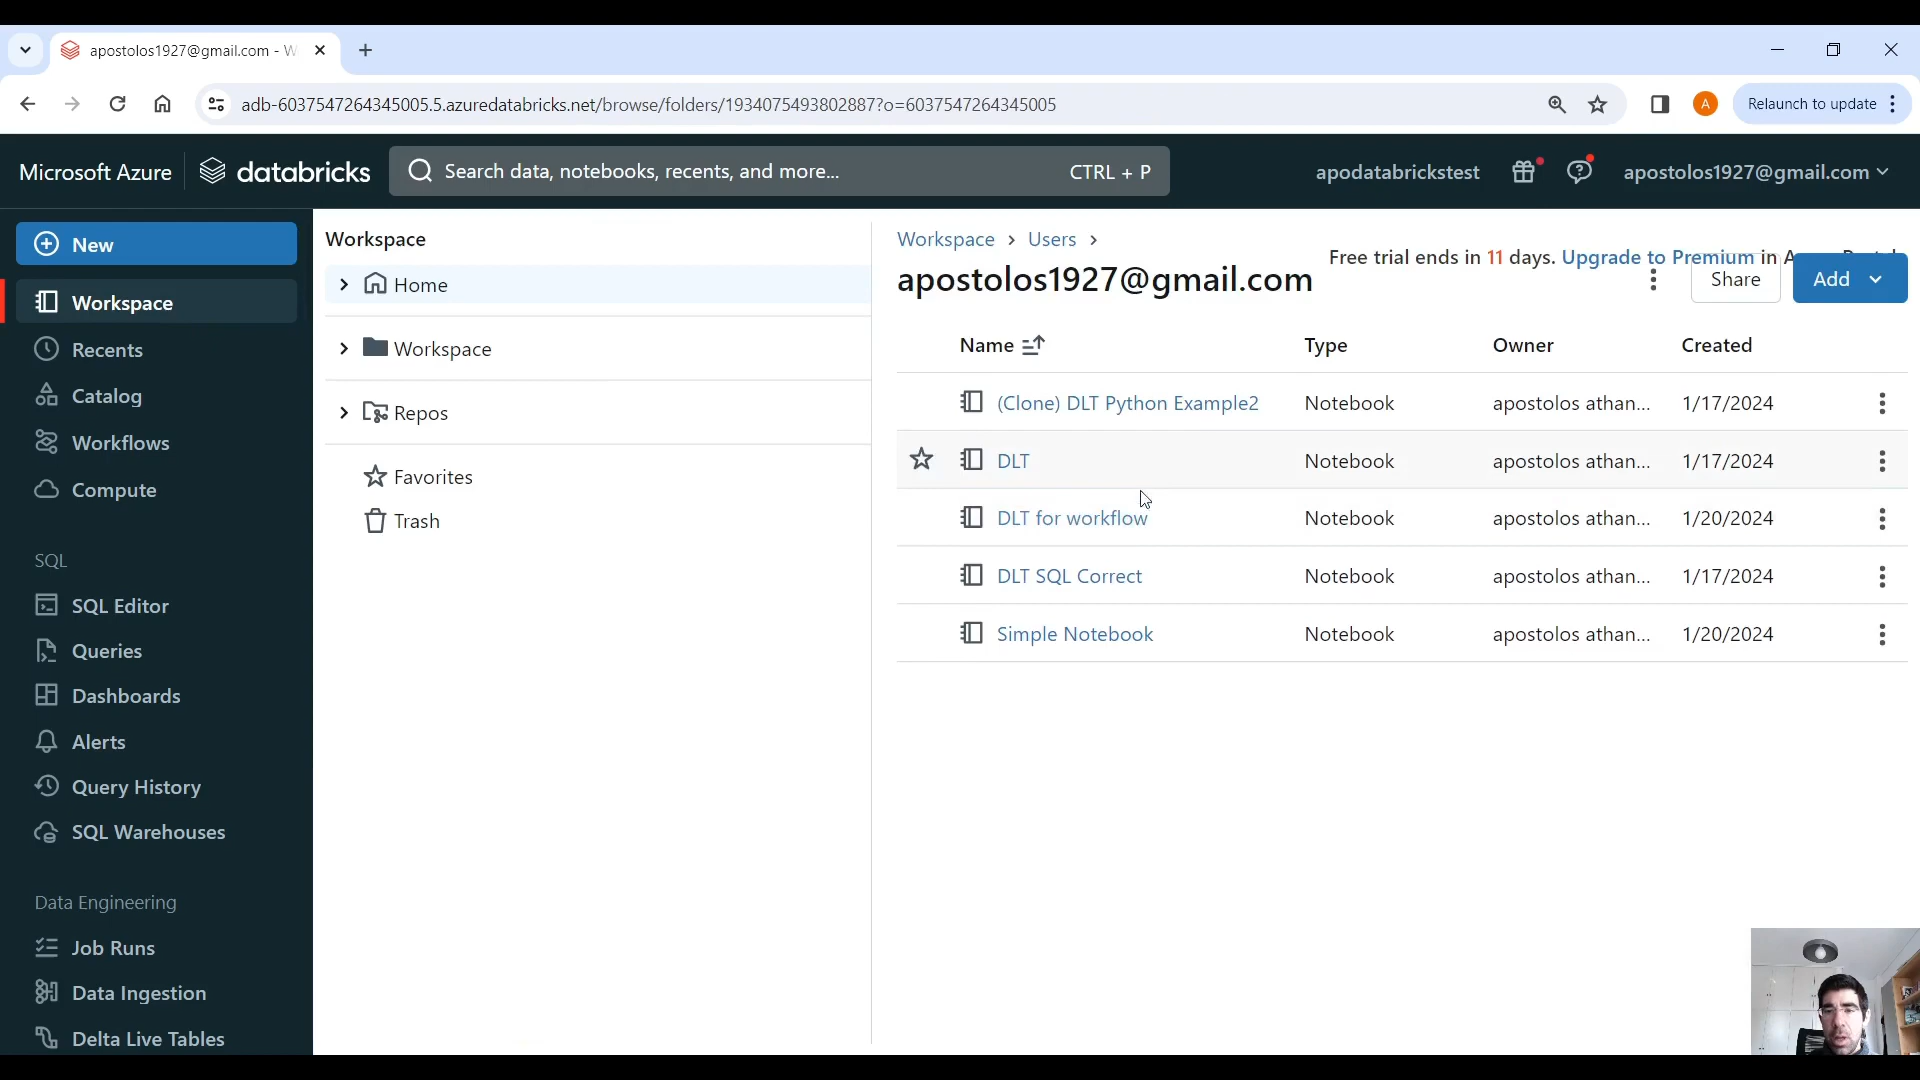 apostolos1927@gmail.com - W
adb-6037547264345005.5.azuredatabricks.net/browse/folders/1934075493802887?o=6037547264345005
A
Relaunch to update
Microsoft Azure
databricks
Search data, notebooks, recents, and more...
CTRL + P
apodatabrickstest
apostolos1927@gmail.com
New
Workspace
Recents
Catalog
Workflows
Compute
SQL
SQL Editor
Queries
Dashboards
Alerts
Query History
SQL Warehouses
Data Engineering
Job Runs
Data Ingestion
Delta Live Tables
Workspace
Home
Workspace
Repos
Favorites
Trash
Workspace > Users >
Free trial ends in 11 days. Upgrade to Premium in
apostolos1927@gmail.com
Share
Add
Name Type Owner Created
(Clone) DLT Python Example2 Notebook apostolos athan... 1/17/2024
DLT Notebook apostolos athan... 1/17/2024
DLT for workflow Notebook apostolos athan... 1/20/2024
DLT SQL Correct Notebook apostolos athan... 1/17/2024
Simple Notebook Notebook apostolos athan... 1/20/2024